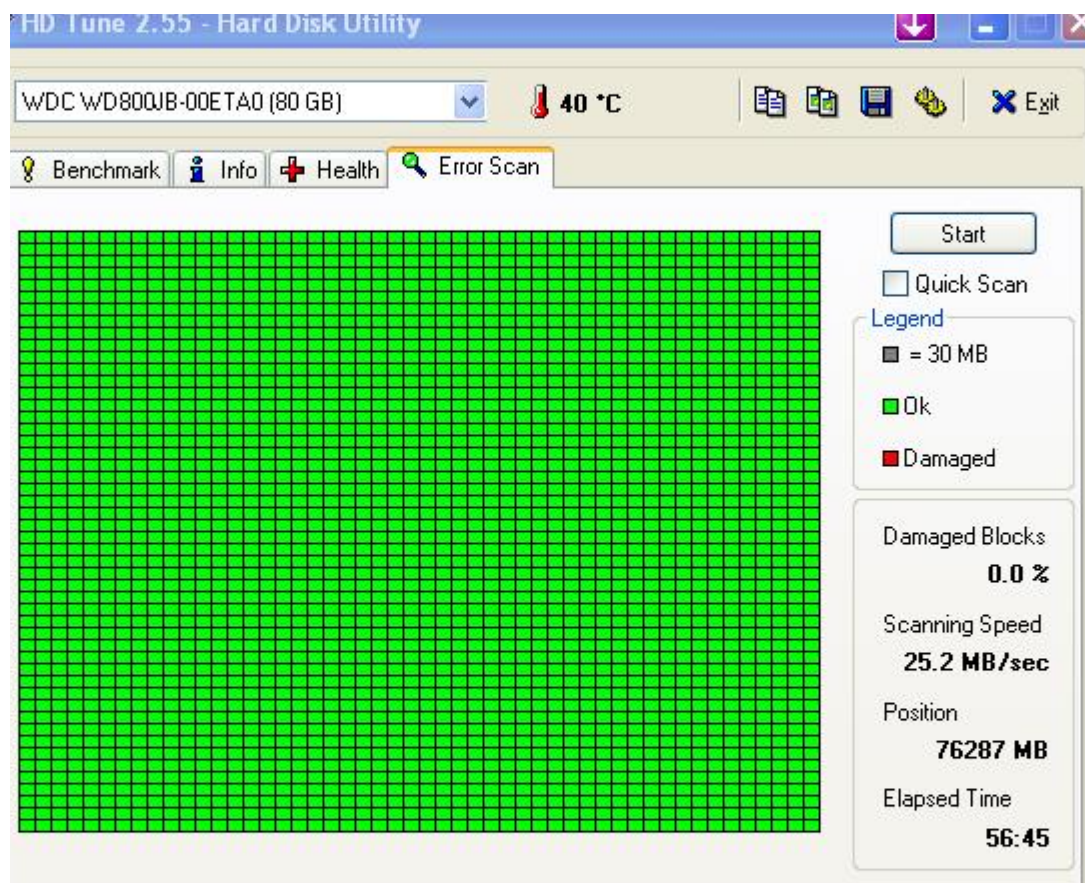 HD Tune 2.55 - Hard Disk Utility
WDC WD800JB-00ETA0 (80 GB) 40 °C Exit
Benchmark Info Health Error Scan
Start
Quick Scan
Legend
= 30 MB
Ok
Damaged
Damaged Blocks
0.0 %
Scanning Speed
25.2 MB/sec
Position
76287 MB
Elapsed Time
56:45